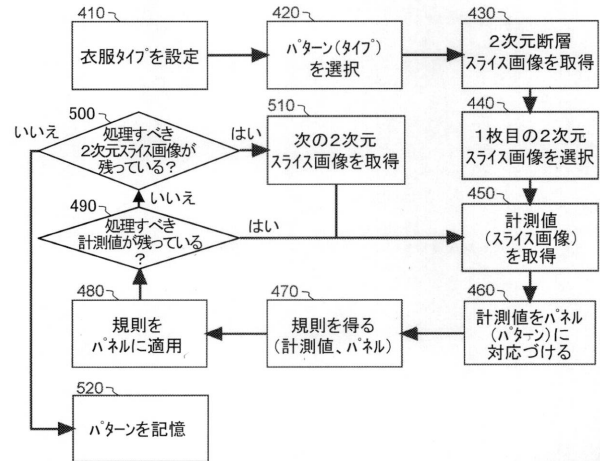 410
衣服タイプを設定
420
パターン(タイプ)
を選択
430
2次元断層
スライス画像を取得
440
1枚目の2次元
スライス画像を選択
450
計測値
(スライス画像)
を取得
460
計測値をパネル
(パターン)に
対応づける
470
規則を得る
(計測値、パネル)
480
規則を
パネルに適用
490
処理すべき
計測値が残っている
?
はい
いいえ
500
処理すべき
2次元スライス画像が
残っている?
はい
いいえ
510
次の2次元
スライス画像を取得
520
パターンを記憶